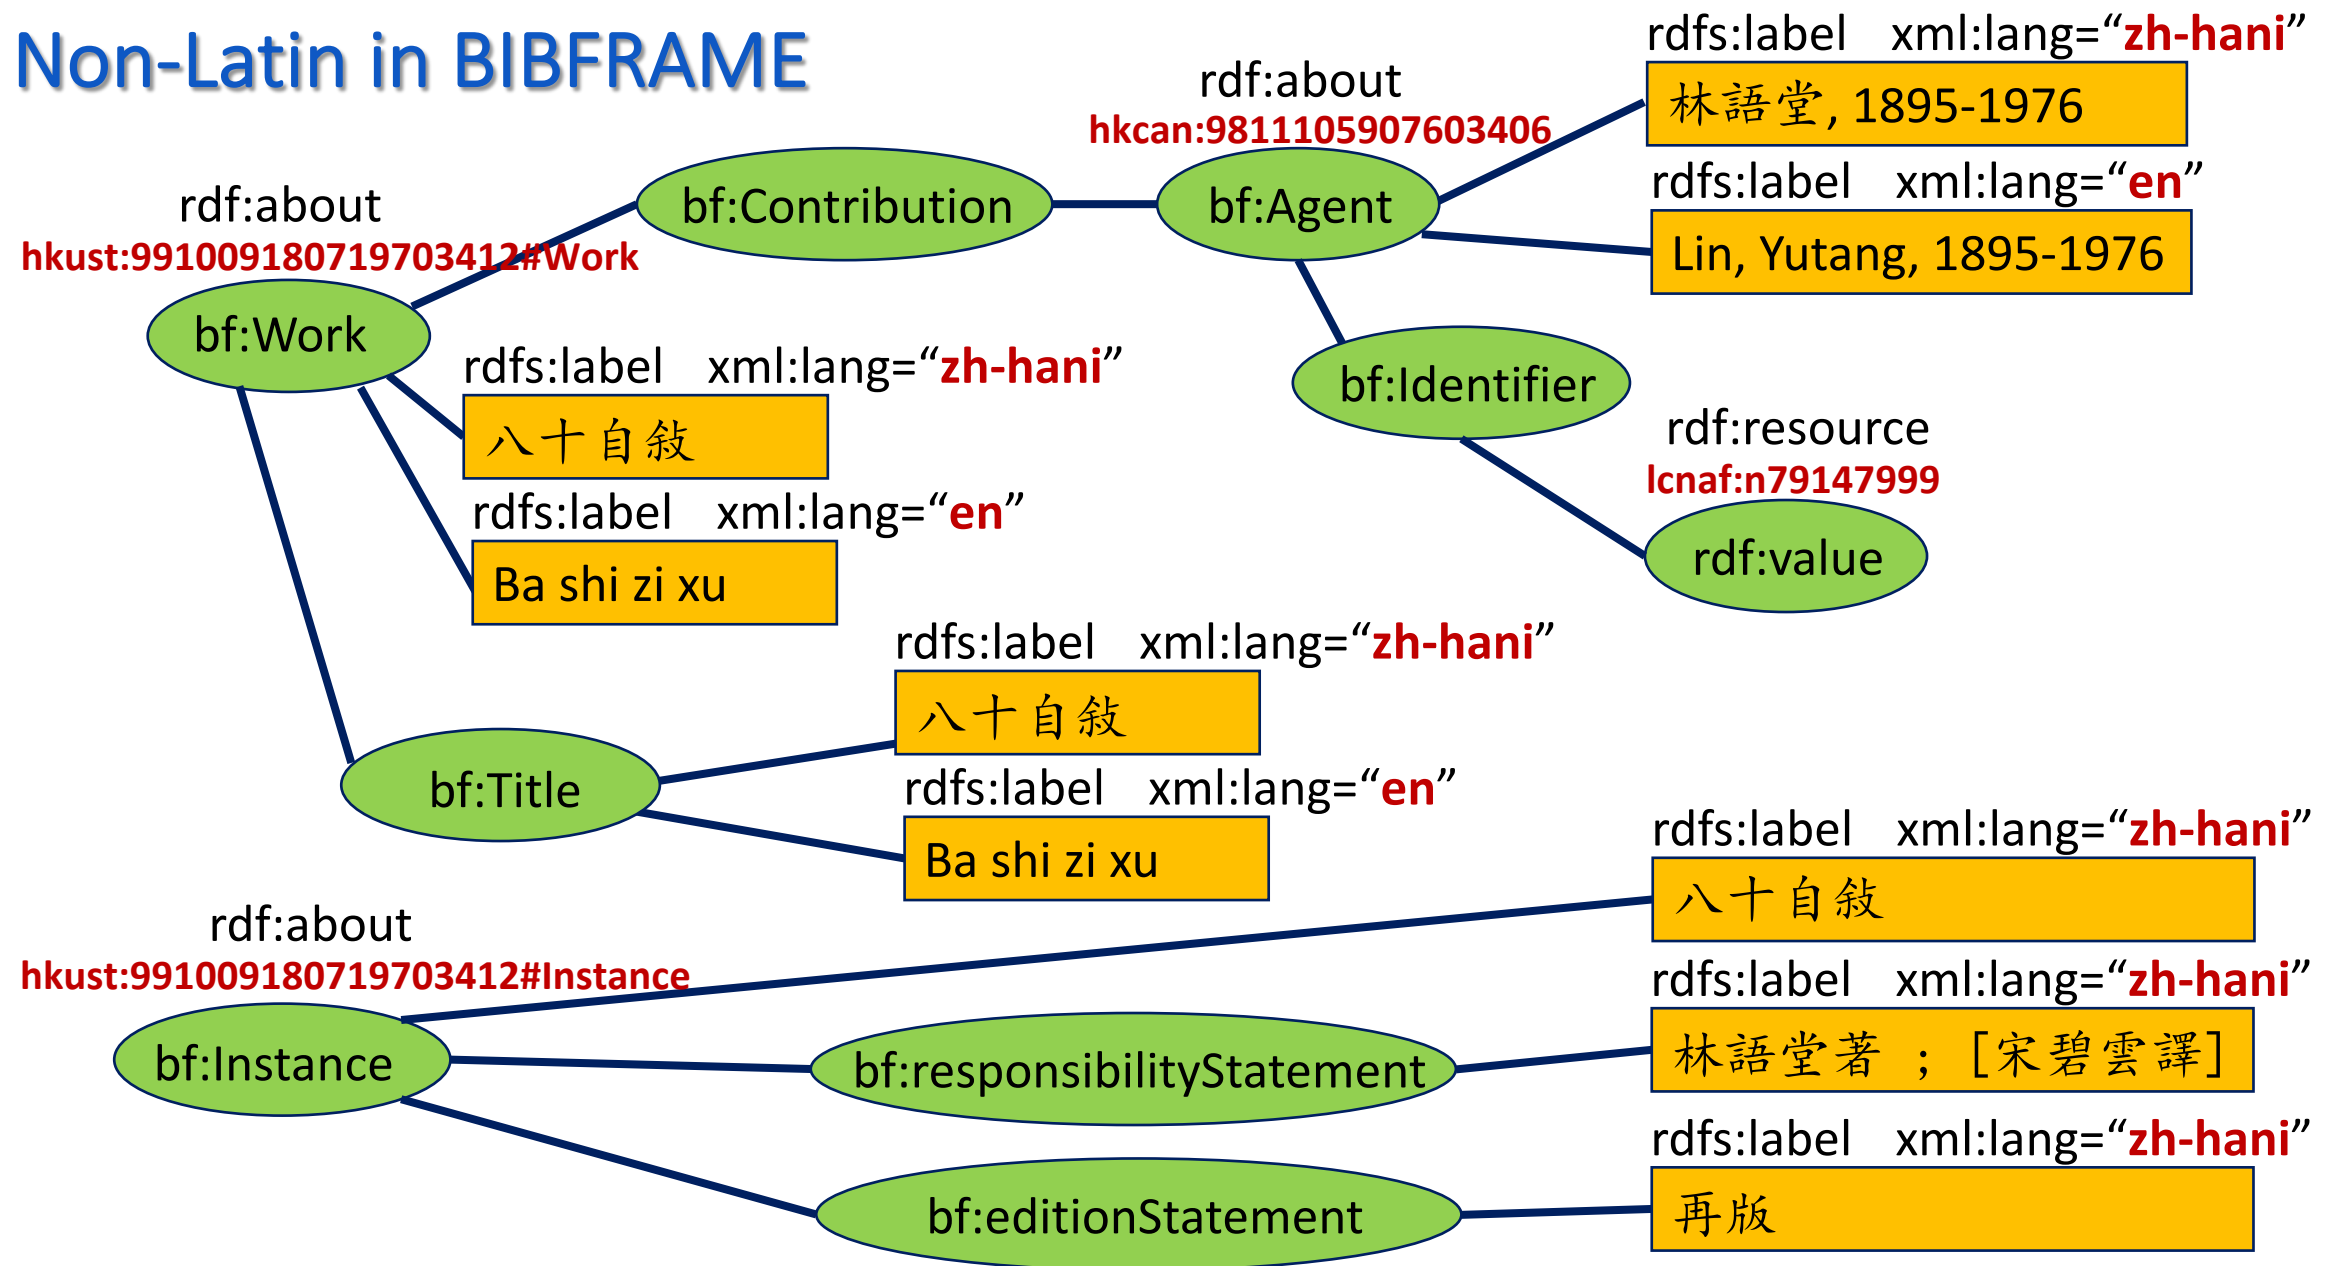 Non-Latin in BIBFRAME
rdfs:label xml:lang=“zh-hani”
林語堂, 1895-1976
rdf:about
hkcan:9811105907603406
bf:Contribution
bf:Agent
rdfs:label xml:lang=“en”
Lin, Yutang, 1895-1976
rdf:about
hkust:991009180719703412#Work
bf:Work
rdfs:label xml:lang=“zh-hani”
八十自敍
rdfs:label xml:lang=“en”
Ba shi zi xu
bf:Identifier
rdf:resource
lcnaf:n79147999
rdf:value
rdfs:label xml:lang=“zh-hani”
八十自敍
bf:Title
rdfs:label xml:lang=“en”
Ba shi zi xu
rdf:about
hkust:991009180719703412#Instance
bf:Instance
rdfs:label xml:lang=“zh-hani”
八十自敍
bf:responsibilityStatement
rdfs:label xml:lang=“zh-hani”
林語堂著 ; [宋碧雲譯]
bf:editionStatement
rdfs:label xml:lang=“zh-hani”
再版